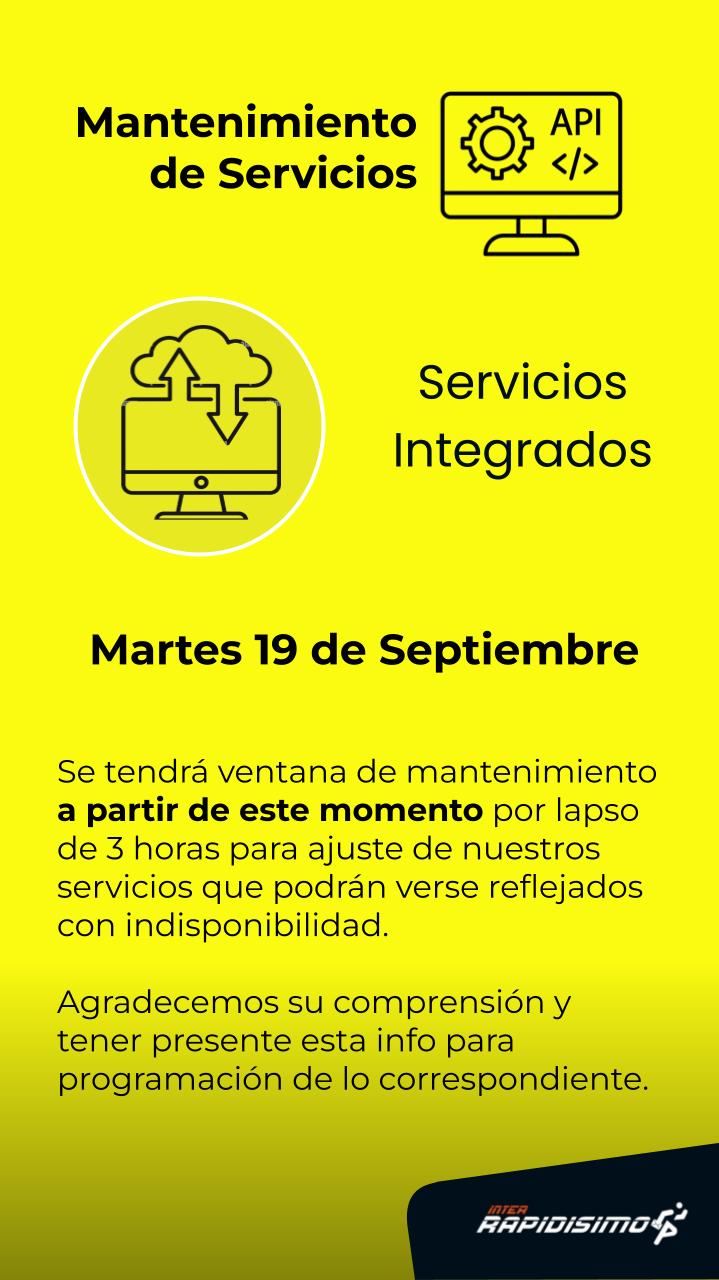 Mantenimiento
de Servicios
API
</>
Servicios
Integrados
Martes 19 de Septiembre
Se tendrá ventana de mantenimiento
a partir de este momento por lapso
de 3 horas para ajuste de nuestros
servicios que podrán verse reflejados
con indisponibilidad.
Agradecemos su comprensión y
tener presente esta info para
programación de lo correspondiente.
INTER
RAPIDISIMO